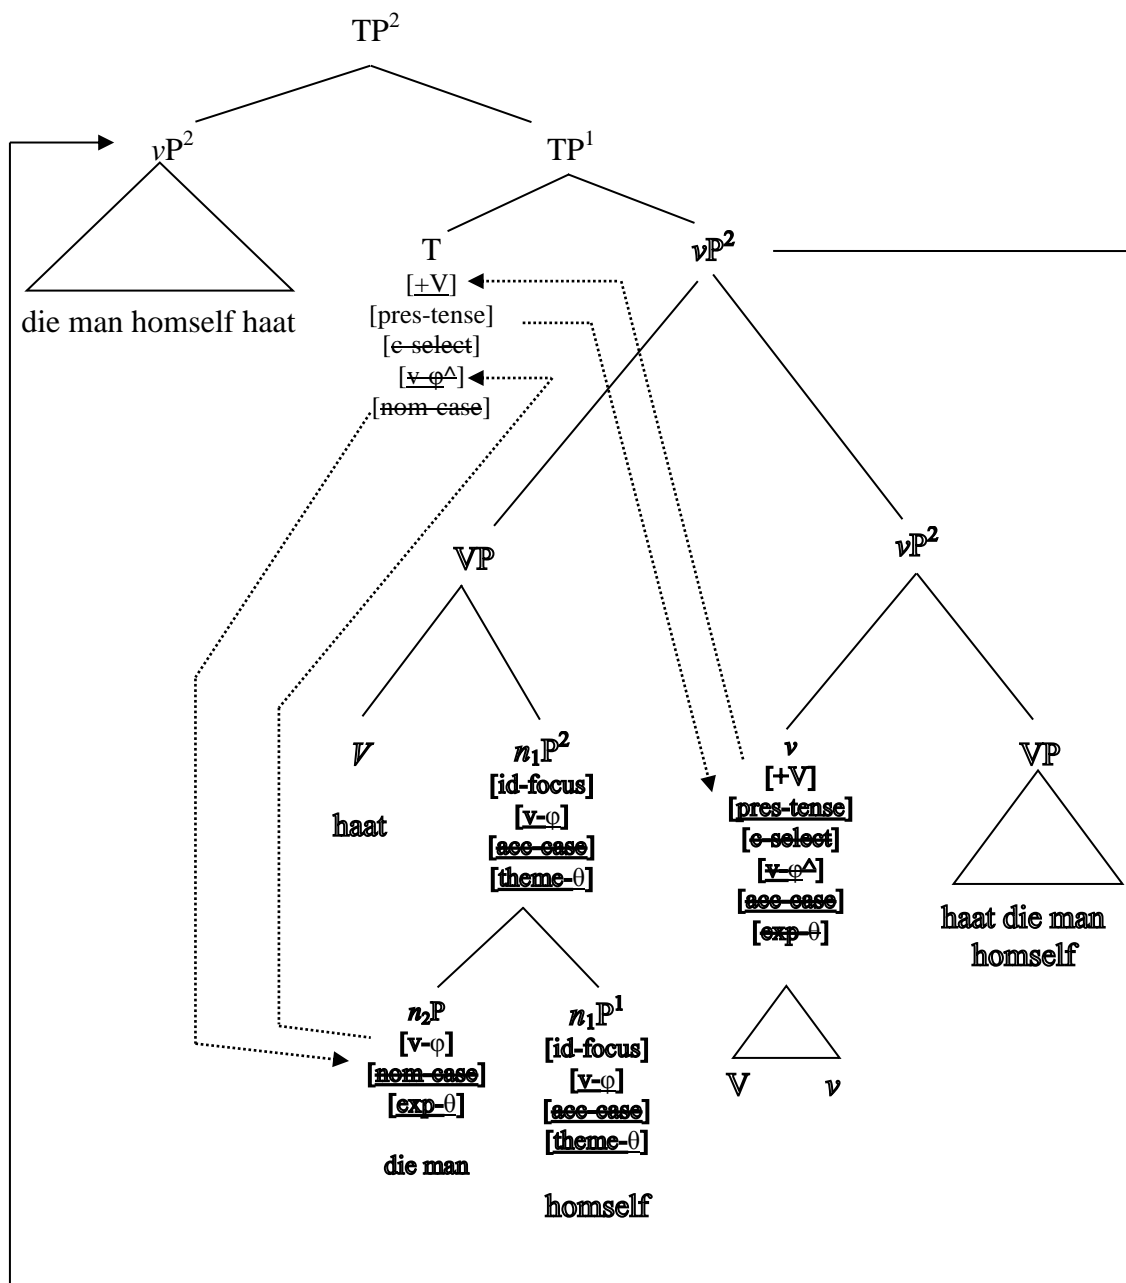 TP²
vP²
TP¹
die man homself haat
T
[+V]
[pres-tense]
[c-select]
[v-φ^]
[nom-case]
vP²
VP
vP²
V
haat
n₁P²
[id-focus]
[v-φ]
[acc-case]
[theme-θ]
v
[+V]
[pres-tense]
[c-select]
[v-φ^]
[acc-case]
[exp-θ]
VP
haat die man
homself
n₂P
[v-φ]
[nom-case]
[exp-θ]
die man
n₁P¹
[id-focus]
[v-φ]
[acc-case]
[theme-θ]
homself
V v